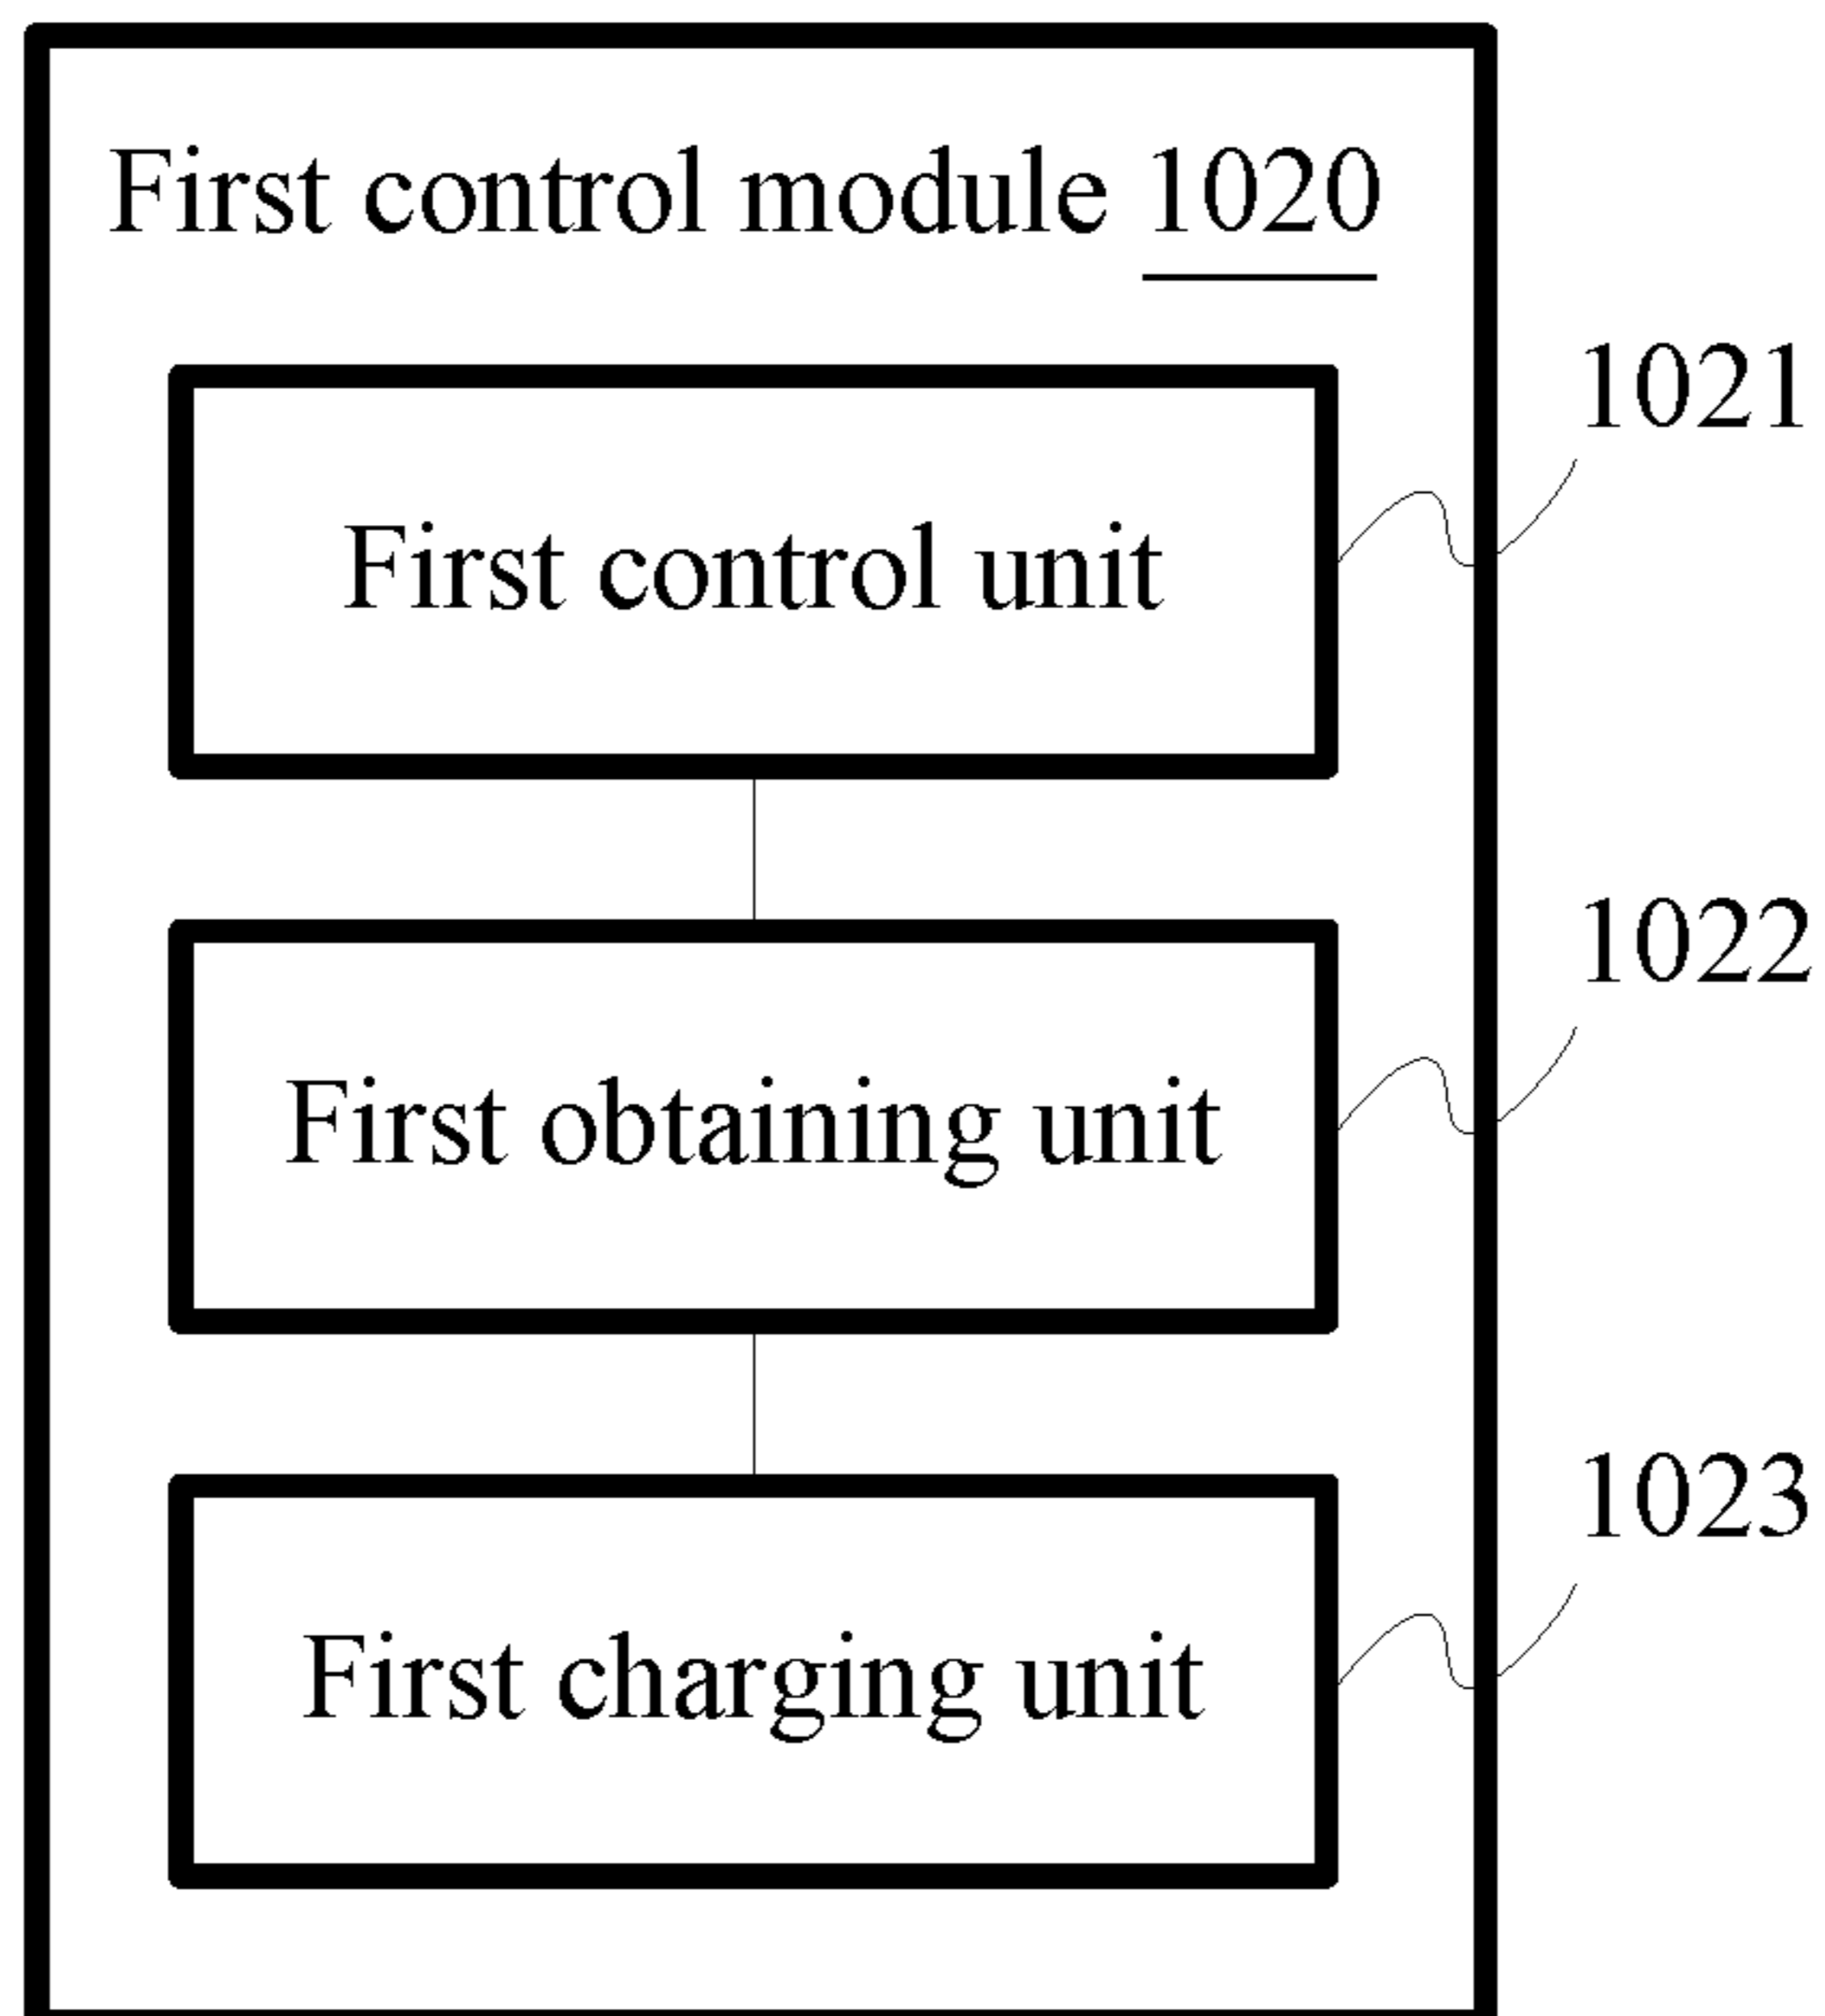 First control module 1020
1021
First control unit
1022
First obtaining unit
1023
First charging unit